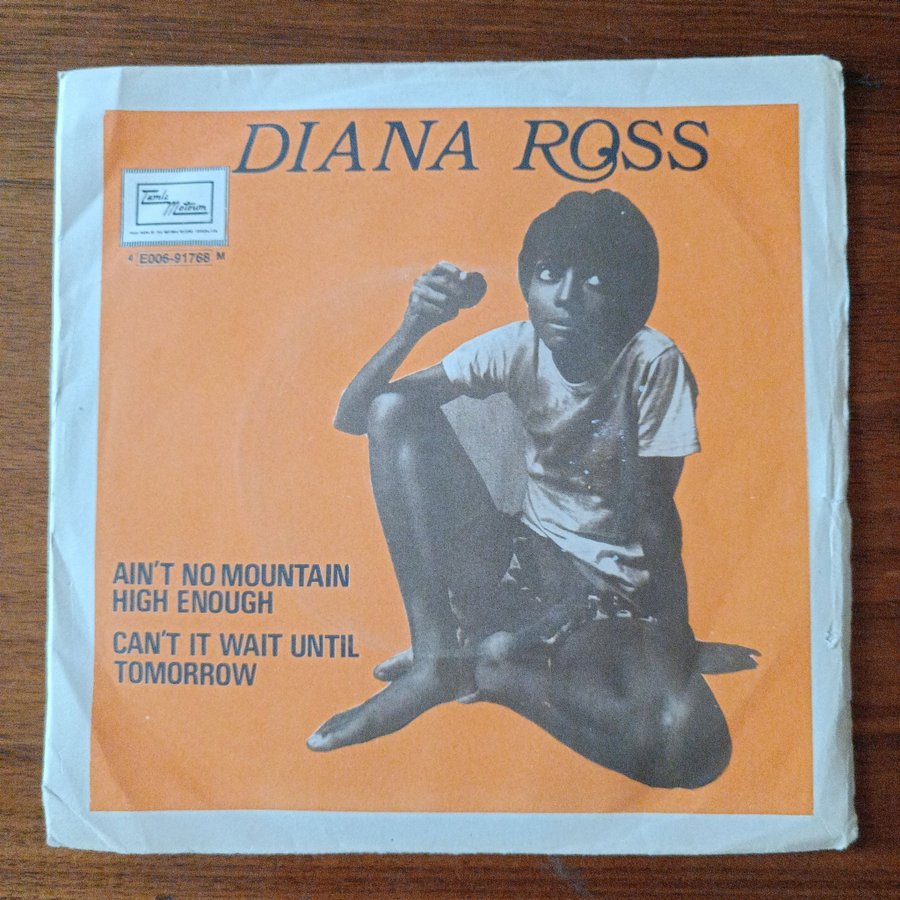 DIANA ROSS
Tamla
Motown
4 E006-91768 M
AIN'T NO MOUNTAIN
HIGH ENOUGH
CAN'T IT WAIT UNTIL
TOMORROW